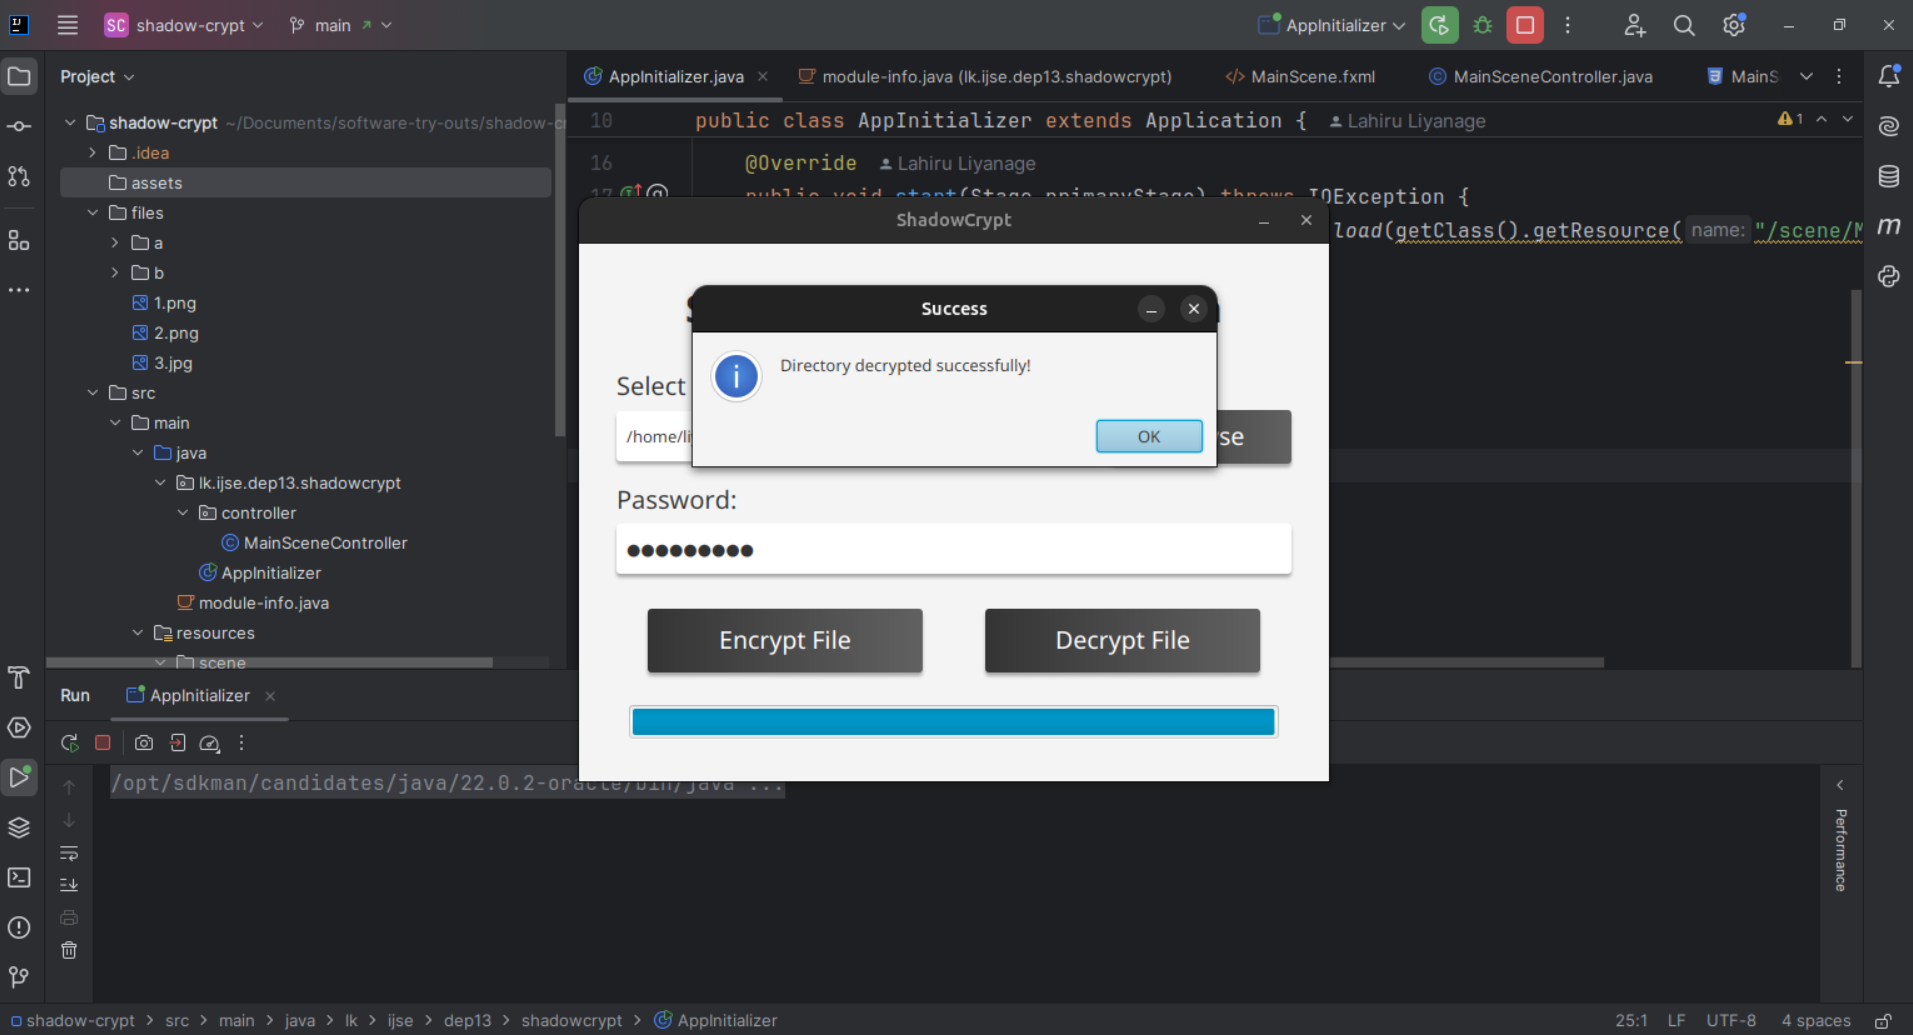 SC shadow-crypt main AppInitializer
Project
shadow-crypt ~/Documents/software-try-outs/shadow-cr
.idea
assets
files
a
b
1.png
2.png
3.jpg
src
main
java
lk.ijse.dep13.shadowcrypt
controller
MainSceneController
AppInitializer
module-info.java
resources
scene
AppInitializer.java module-info.java (lk.ijse.dep13.shadowcrypt) MainScene.fxml MainSceneController.java MainS
10 public class AppInitializer extends Application { Lahiru Liyanage 1
16 @Override Lahiru Liyanage
17 public void start(Stage primaryStage) throws IOException {
load(getClass().getResource( name: "/scene/M
ShadowCrypt
Success
Directory decrypted successfully!
OK
Select
/home/li
se
Password:
Encrypt File Decrypt File
Run AppInitializer
/opt/sdkman/candidates/java/22.0.2-oracle/bin/java ...
Performance
shadow-crypt > src > main > java > lk > ijse > dep13 > shadowcrypt > AppInitializer 25:1 LF UTF-8 4 spaces